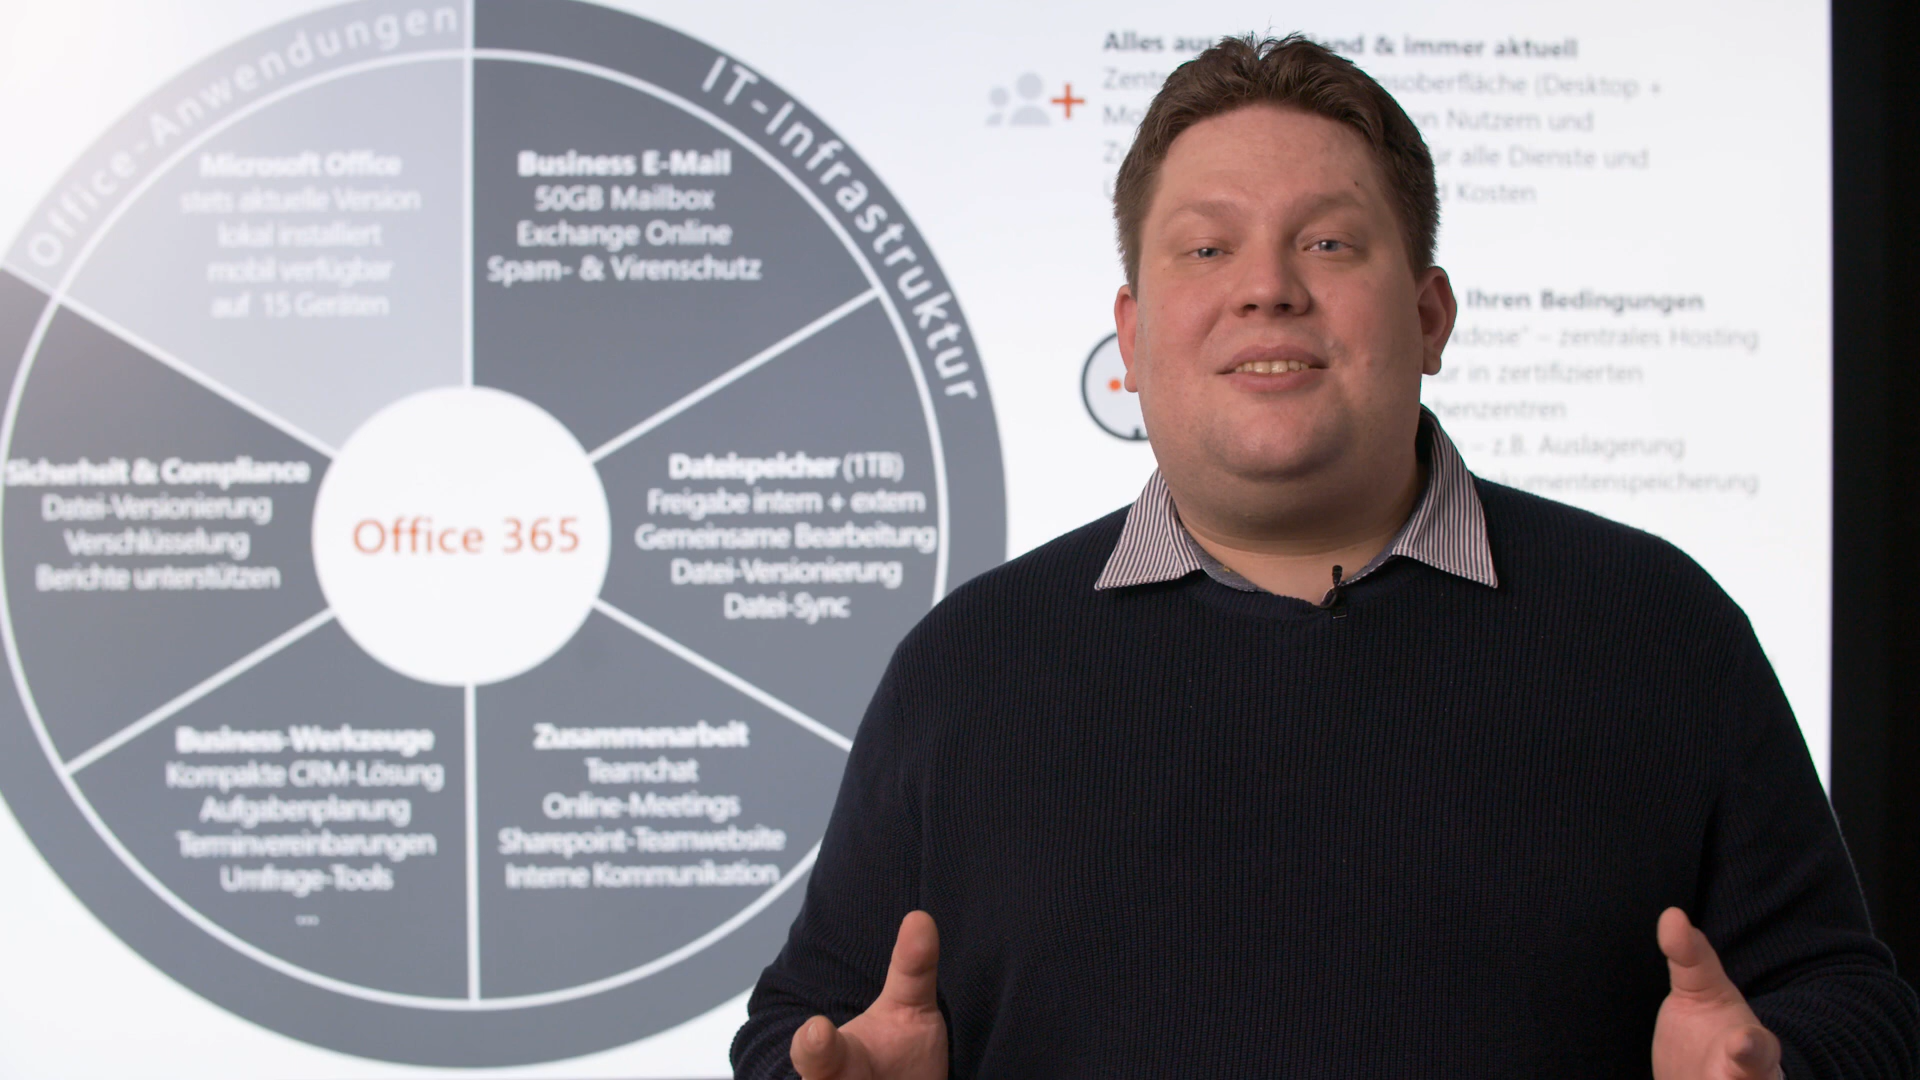 Office-Anwendungen
IT-Infrastruktur
Microsoft Office
stets aktuelle Version
lokal installiert
mobil verfügbar
auf 15 Geräten
Business E-Mail
50GB Mailbox
Exchange Online
Spam- & Virenschutz
Sicherheit & Compliance
Datei-Versionierung
Verschlüsselung
Berichte unterstützen
Office 365
Dateispeicher (1TB)
Freigabe intern + extern
Gemeinsame Bearbeitung
Datei-Versionierung
Datei-Sync
Business-Werkzeuge
Kompakte CRM-Lösung
Aufgabenplanung
Terminvereinbarungen
Umfrage-Tools
...
Zusammenarbeit
Teamchat
Online-Meetings
Sharepoint-Teamwebsite
Interne Kommunikation
Alles & immer aktuell
(Desktop +
Nutzern und
alle Dienste und
Kosten
Ihren Bedingungen
– zentrales Hosting
in zertifizierten
– z.B. Auslagerung